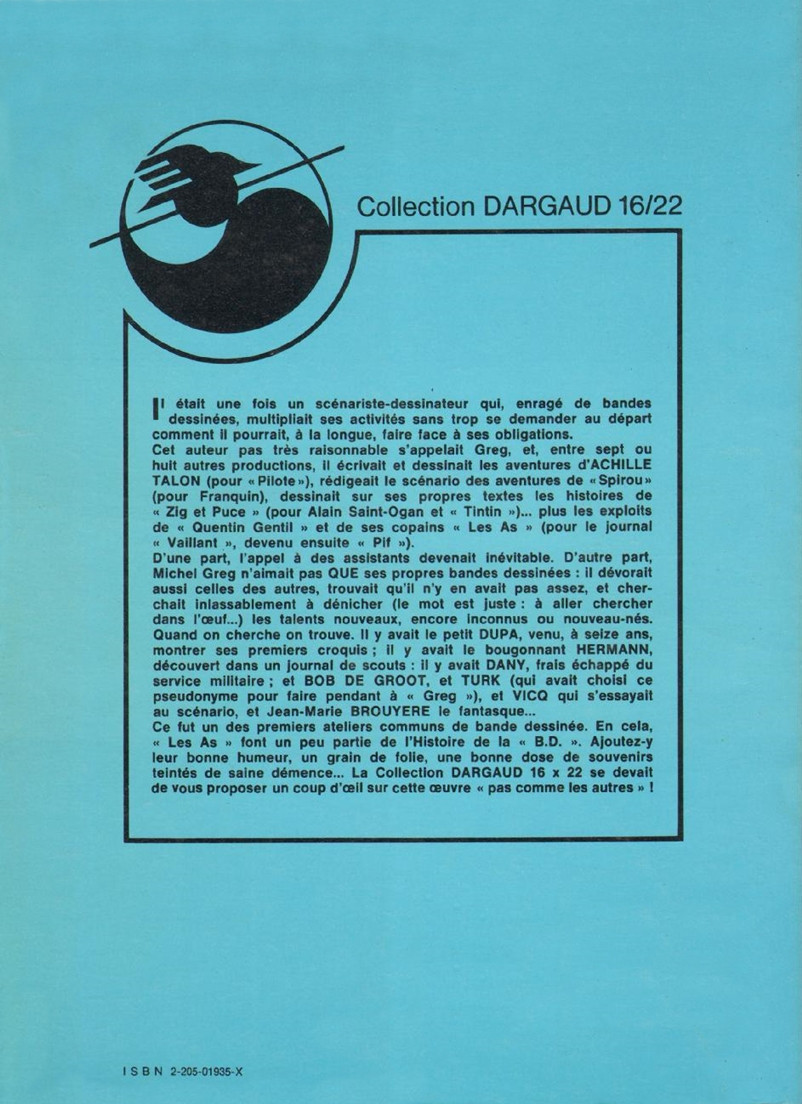 Collection DARGAUD 16/22
Il était une fois un scénariste-dessinateur qui, enragé de bandes
dessinées, multipliait ses activités sans trop se demander au départ
comment il pourrait, à la longue, faire face à ses obligations.
Cet auteur pas très raisonnable s'appelait Greg, et, entre sept ou
huit autres productions, il écrivait et dessinait les aventures d'ACHILLE
TALON (pour « Pilote »), rédigeait le scénario des aventures de « Spirou »
(pour Franquin), dessinait sur ses propres textes les histoires de
« Zig et Puce » (pour Alain Saint-Ogan et « Tintin »)... plus les exploits
de « Quentin Gentil » et de ses copains « Les As » (pour le journal
« Vaillant », devenu ensuite « Pif »).
D'une part, l'appel à des assistants devenait inévitable. D'autre part,
Michel Greg n'aimait pas QUE ses propres bandes dessinées : il dévorait
aussi celles des autres, trouvait qu'il n'y en avait pas assez, et cher-
chait inlassablement à dénicher (le mot est juste : à aller chercher
dans l'œuf...) les talents nouveaux, encore inconnus ou nouveau-nés.
Quand on cherche on trouve. Il y avait le petit DUPA, venu, à seize ans,
montrer ses premiers croquis ; il y avait le bougonnant HERMANN,
découvert dans un journal de scouts : il y avait DANY, frais échappé du
service militaire ; et BOB DE GROOT, et TURK (qui avait choisi ce
pseudonyme pour faire pendant à « Greg »), et VICQ qui s'essayait
au scénario, et Jean-Marie BROUYERE le fantasque...
Ce fut un des premiers ateliers communs de bande dessinée. En cela,
« Les As » font un peu partie de l'Histoire de la « B.D. ». Ajoutez-y
leur bonne humeur, un grain de folie, une bonne dose de souvenirs
teintés de saine démence... La Collection DARGAUD 16 x 22 se devait
de vous proposer un coup d'œil sur cette œuvre « pas comme les autres » !
ISBN 2-205-01935-X